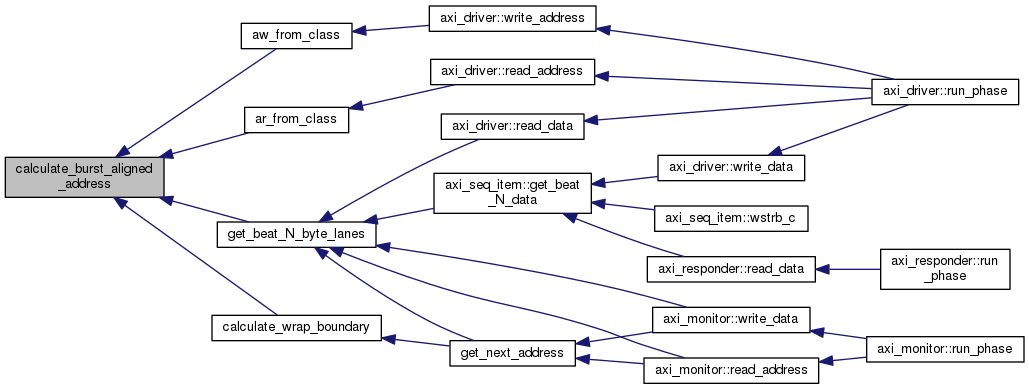 calculate_burst_aligned
_address
aw_from_class
ar_from_class
get_beat_N_byte_lanes
calculate_wrap_boundary
axi_driver::write_address
axi_driver::read_address
axi_driver::read_data
axi_seq_item::get_beat
_N_data
get_next_address
axi_driver::write_data
axi_seq_item::wstrb_c
axi_responder::read_data
axi_monitor::write_data
axi_monitor::read_address
axi_driver::run_phase
axi_responder::run
_phase
axi_monitor::run_phase